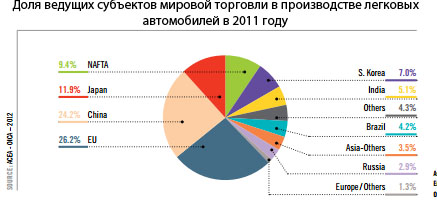 Доля ведущих субъектов мировой торговли в производстве легковых
автомобилей в 2011 году
9.4% NAFTA
11.9% Japan
24.2% China
26.2% EU
S. Korea 7.0%
India 5.1%
Others 4.3%
Brazil 4.2%
Asia-Others 3.5%
Russia 2.9%
Europe/Others 1.3%
SOURCE: ACEA - OICA - 2012